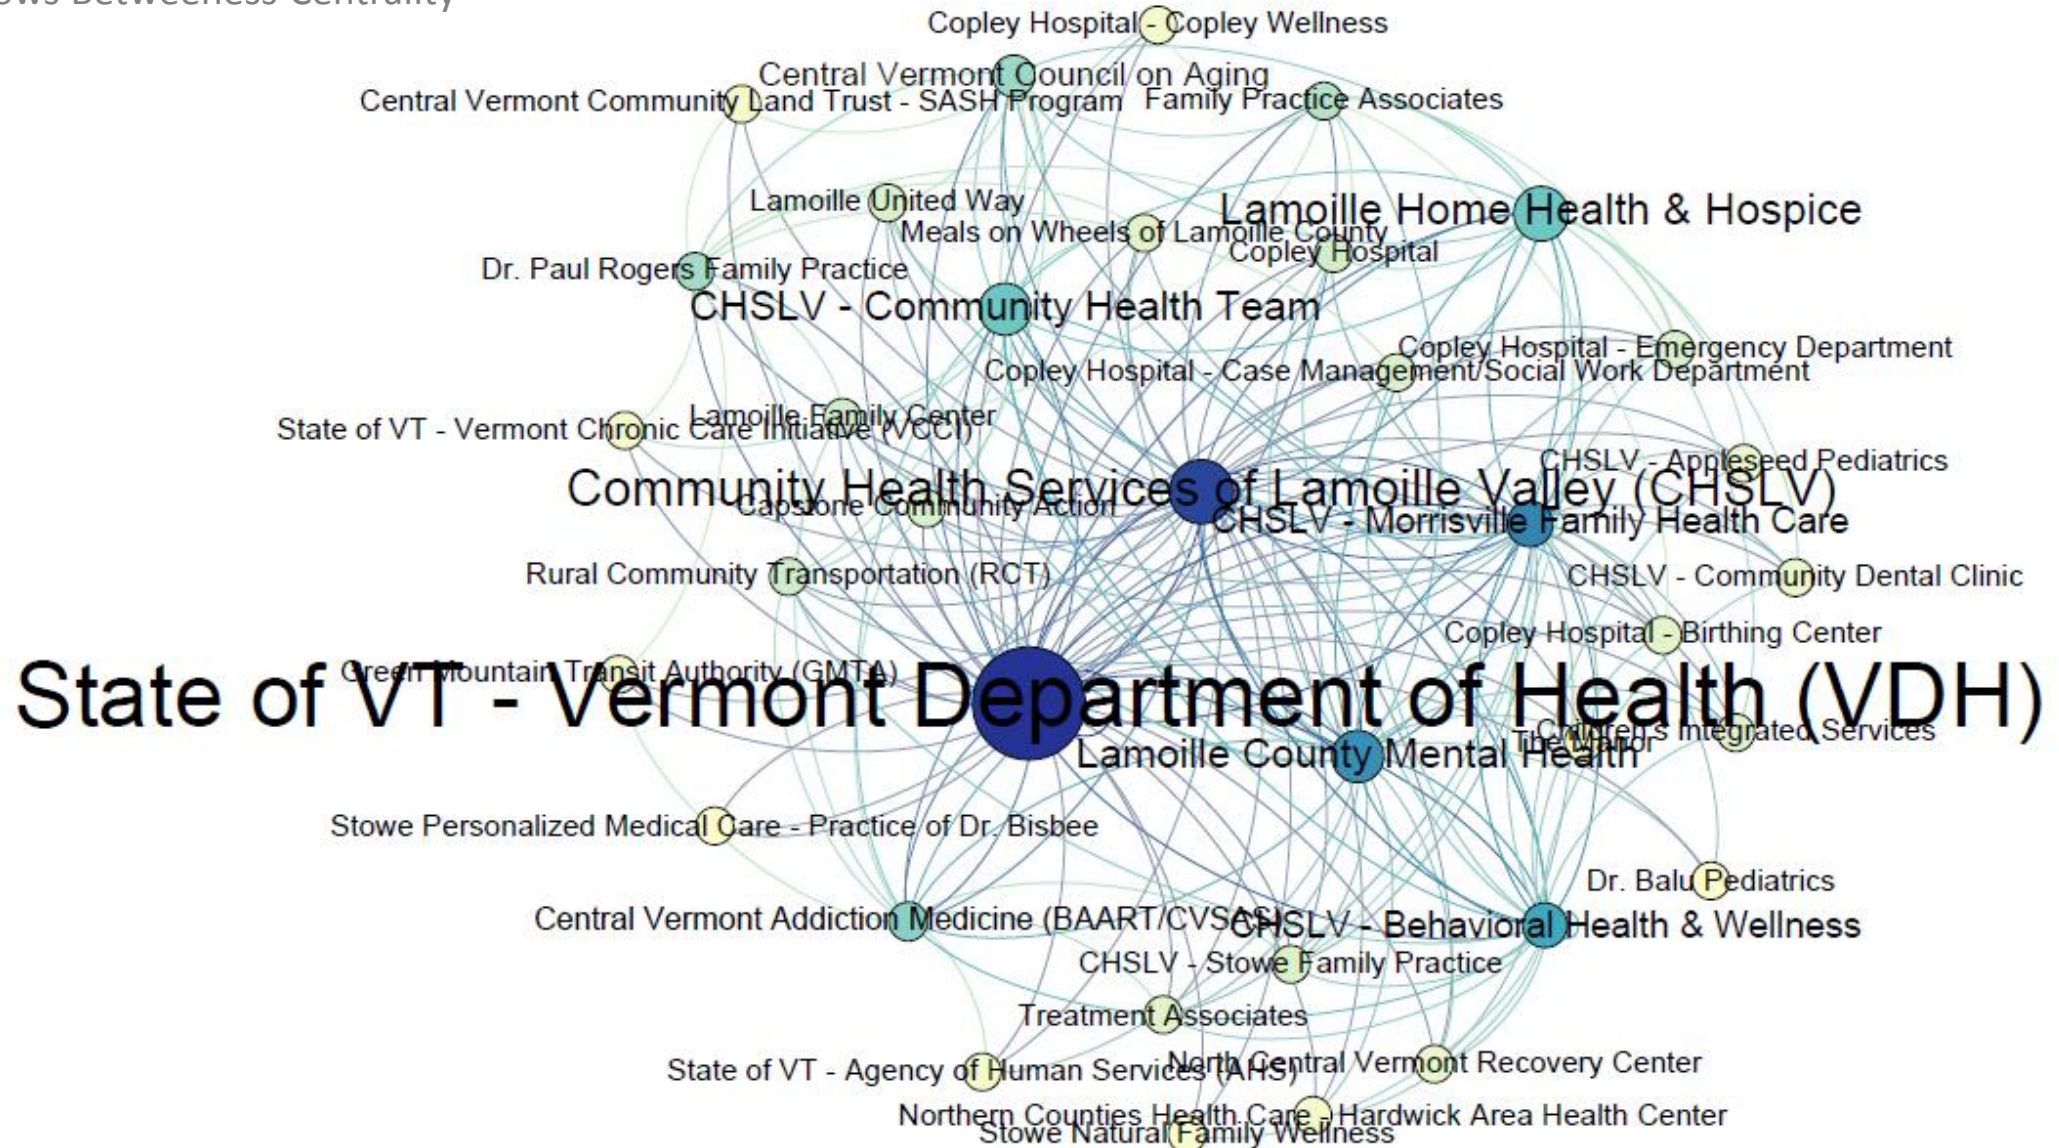 ows Betweeness Centrality
Copley Hospital - Copley Wellness
Central Vermont Council on Aging
Central Vermont Community Land Trust - SASH Program
Family Practice Associates
Lamoille United Way
Lamoille Home Health & Hospice
Meals on Wheels of Lamoille County
Copley Hospital
Dr. Paul Rogers Family Practice
CHSLV - Community Health Team
Copley Hospital - Emergency Department
Copley Hospital - Case Management/Social Work Department
Lamoille Family Center
State of VT - Vermont Chronic Care Initiative (VCCI)
CHSLV - Appleseed Pediatrics
Community Health Services of Lamoille Valley (CHSLV)
Capstone Community Action
CHSLV - Morrisville Family Health Care
Rural Community Transportation (RCT)
CHSLV - Community Dental Clinic
Copley Hospital - Birthing Center
Green Mountain Transit Authority (GMTA)
State of VT - Vermont Department of Health (VDH)
Children's Integrated Services
The Manor
Lamoille County Mental Health
Stowe Personalized Medical Care - Practice of Dr. Bisbee
Dr. Balu Pediatrics
Central Vermont Addiction Medicine (BAART/CVSAS)
CHSLV - Behavioral Health & Wellness
CHSLV - Stowe Family Practice
Treatment Associates
North Central Vermont Recovery Center
State of VT - Agency of Human Services (AHS)
Northern Counties Health Care - Hardwick Area Health Center
Stowe Natural Family Wellness